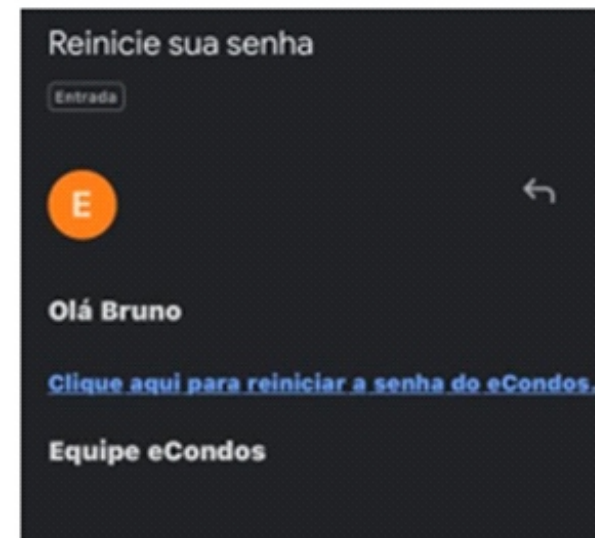 Reinicie sua senha
Entrada
E
Olá Bruno
Clique aqui para reiniciar a senha do eCondos.
Equipe eCondos